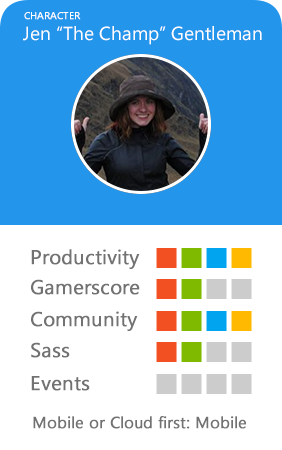 CHARACTER
Jen “The Champ” Gentleman
Productivity
Gamerscore
Community
Sass
Events
Mobile or Cloud first: Mobile